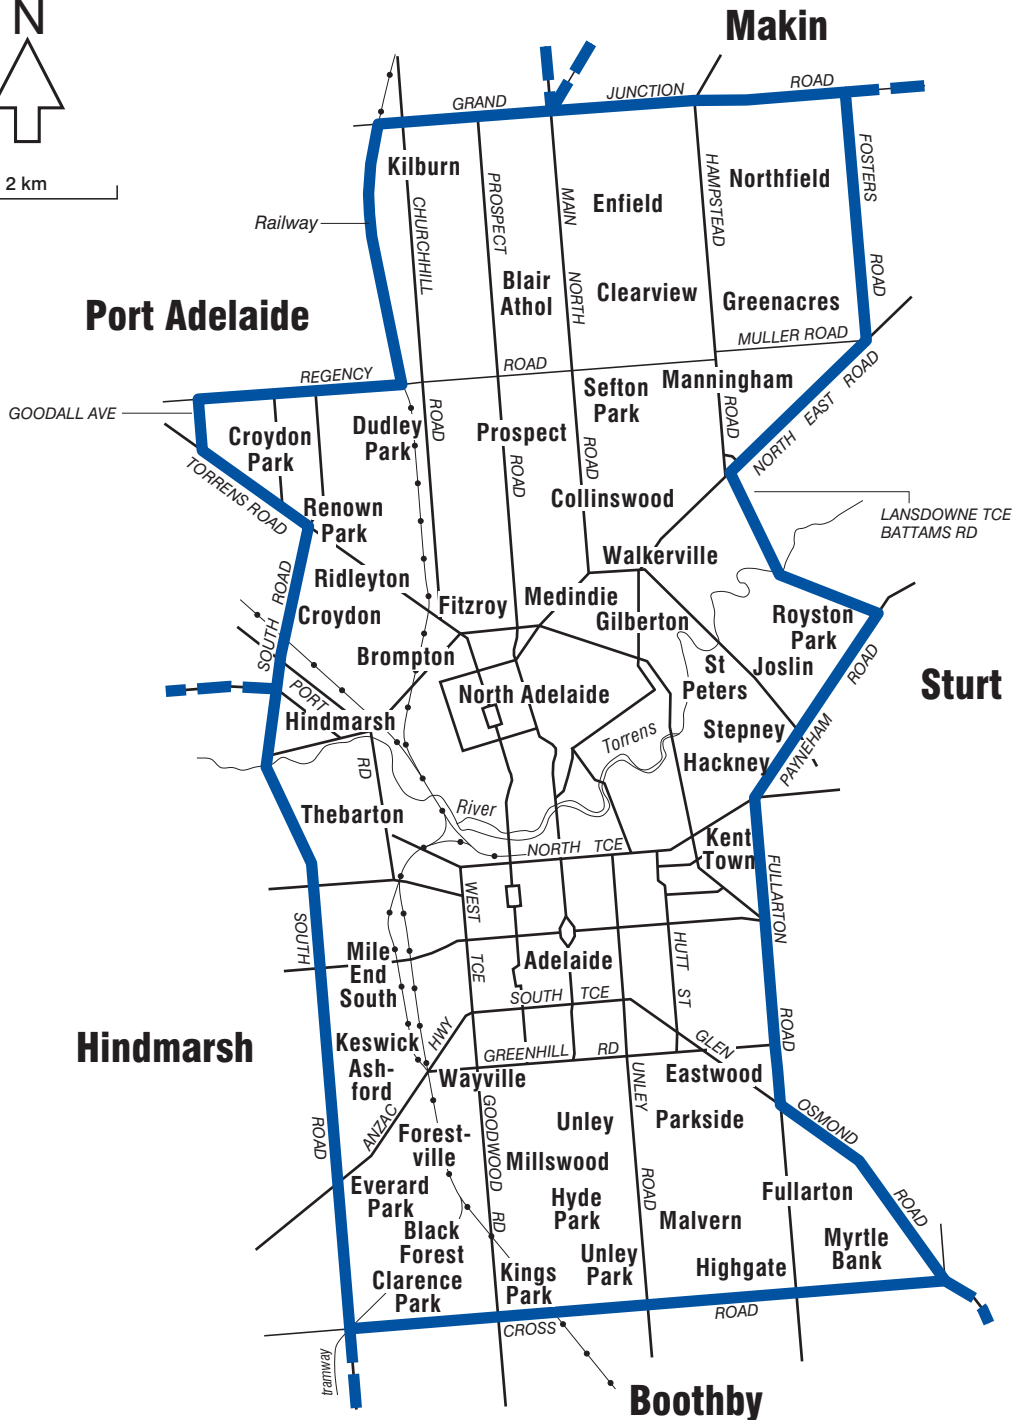 N
Makin
2 km
GRAND
JUNCTION
ROAD
Kilburn
PROSPECT
MAIN
HAMPSTEAD
Northfield
FOSTERS
Enfield
Railway
CHURCHHILL
Blair
Athol
NORTH
Clearview
Greenacres
ROAD
Port Adelaide
MULLER ROAD
REGENCY
ROAD
GOODALL AVE
Sefton
Park
Manningham
ROAD
NORTH EAST ROAD
Croydon
Park
Dudley
Park
ROAD
Prospect
ROAD
ROAD
TORRENS ROAD
Renown
Park
Collinswood
LANSDOWNE TCE
BATTAMS RD
Walkerville
Ridleyton
Croydon
SOUTH ROAD
Fitzroy
Medindie
Gilberton
Royston
Park
Joslin
ROAD
Brompton
St
Peters
PORT
North Adelaide
Sturt
Hindmarsh
RD
Torrens
Stepney
Hackney
PAYNEHAM
Thebarton
River
NORTH TCE
Kent
Town
WEST
FULLARTON
SOUTH
Mile
End
South
TCE
Adelaide
HUTT
ST
SOUTH TCE
Hindmarsh
Keswick
HWY
GREENHILL RD
GLEN
ROAD
Ash-
ford
Wayville
UNLEY
Eastwood
ANZAC
GOODWOOD
Unley
Parkside
OSMOND
ROAD
Forest-
ville
Millswood
Everard
Park
RD
Hyde
Park
ROAD
Malvern
Fullarton
ROAD
Black
Forest
Unley
Park
Myrtle
Bank
Clarence
Park
Kings
Park
Highgate
CROSS
ROAD
tramway
Boothby